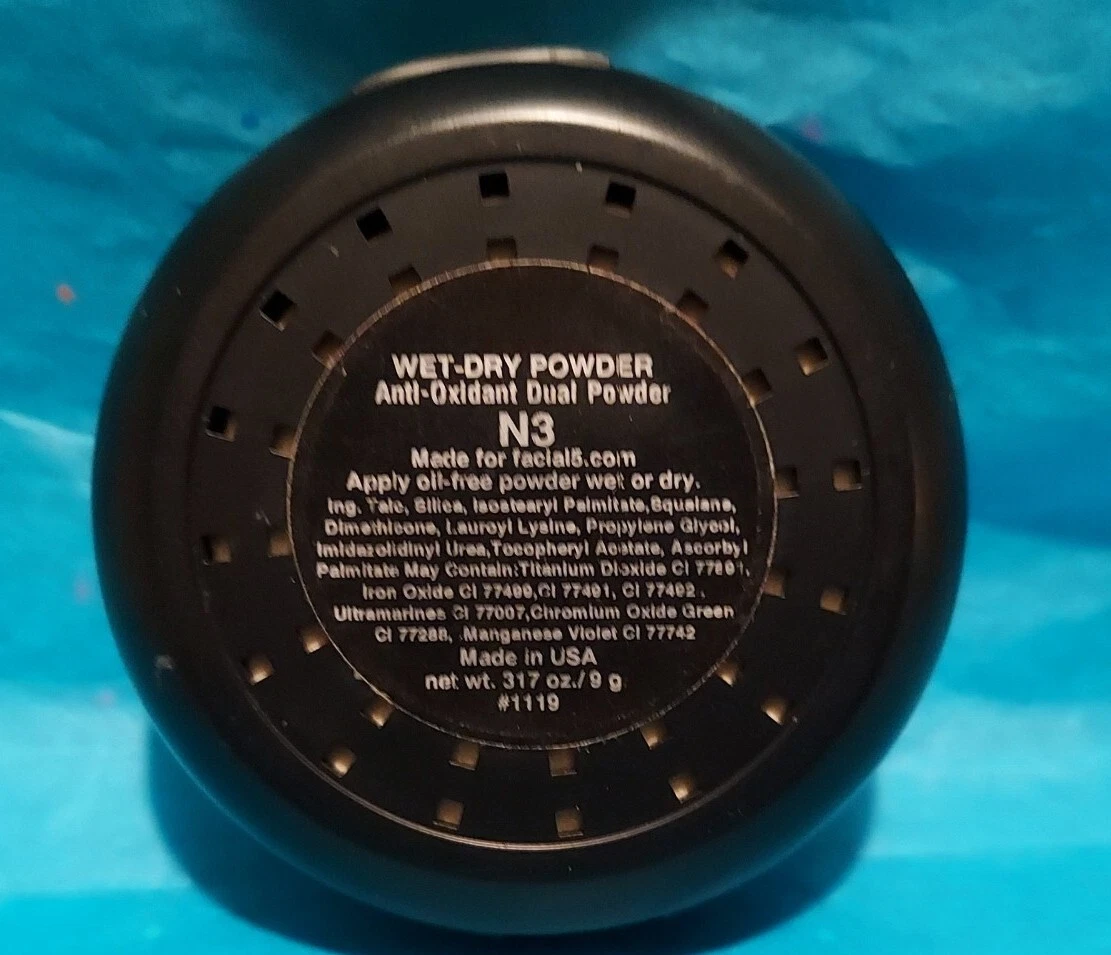 WET-DRY POWDER
Anti-Oxidant Dual Powder
N3
Made for facial5.com
Apply oil-free powder wet or dry.
Ing. Talc, Silica, Isostearyl Palmitate,Squalane,
Dimethicone, Lauroyl Lysine, Propylene Glycol,
Imidazolidinyl Urea,Tocopheryl Acetate, Ascorbyl
Palmitate May Contain:Titanium Dioxide CI 77891,
Iron Oxide CI 77499,CI 77491, CI 77492.
Ultramarines CI 77007,Chromium Oxide Green
CI 77288, Manganese Violet CI 77742
Made in USA
net wt. 317 oz./ 9 g
#1119